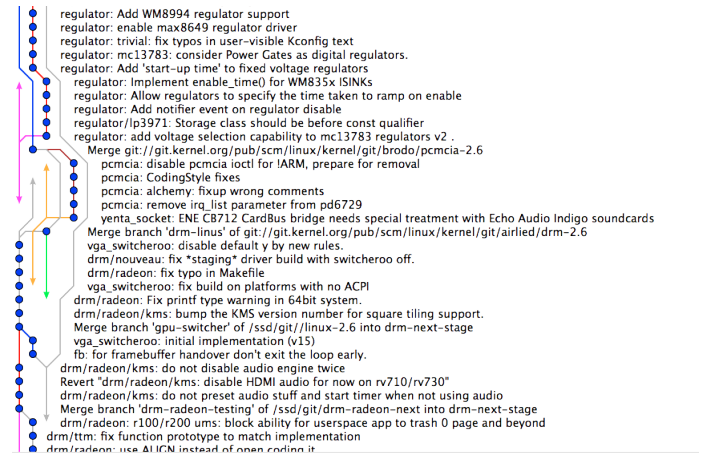 regulator: Add WM8994 regulator support
regulator: enable max8649 regulator driver
regulator: trivial: fix typos in user-visible Kconfig text
regulator: mc13783: consider Power Gates as digital regulators.
regulator: Add 'start-up time' to fixed voltage regulators
regulator: Implement enable_time() for WM835x ISINKs
regulator: Allow regulators to specify the time taken to ramp on enable
regulator: Add notifier event on regulator disable
regulator/lp3971: Storage class should be before const qualifier
regulator: add voltage selection capability to mc13783 regulators v2 .
Merge git://git.kernel.org/pub/scm/linux/kernel/git/brodo/pcmcia-2.6
pcmcia: disable pcmcia ioctl for !ARM, prepare for removal
pcmcia: CodingStyle fixes
pcmcia: alchemy: fixup wrong comments
pcmcia: remove irq_list parameter from pd6729
yenta_socket: ENE CB712 CardBus bridge needs special treatment with Echo Audio Indigo soundcards
Merge branch 'drm-linus' of git://git.kernel.org/pub/scm/linux/kernel/git/airlied/drm-2.6
vga_switcheroo: disable default y by new rules.
drm/nouveau: fix *staging* driver build with switcheroo off.
drm/radeon: fix typo in Makefile
vga_switcheroo: fix build on platforms with no ACPI
drm/radeon: Fix printf type warning in 64bit system.
drm/radeon/kms: bump the KMS version number for square tiling support.
Merge branch 'gpu-switcher' of /ssd/git//linux-2.6 into drm-next-stage
vga_switcheroo: initial implementation (v15)
fb: for framebuffer handover don't exit the loop early.
drm/radeon/kms: do not disable audio engine twice
Revert "drm/radeon/kms: disable HDMI audio for now on rv710/rv730"
drm/radeon/kms: do not preset audio stuff and start timer when not using audio
Merge branch 'drm-radeon-testing' of /ssd/git/drm-radeon-next into drm-next-stage
drm/radeon: r100/r200 ums: block ability for userspace app to trash 0 page and beyond
drm/ttm: fix function prototype to match implementation
drm/radeon: use ALIGN instead of open coding it